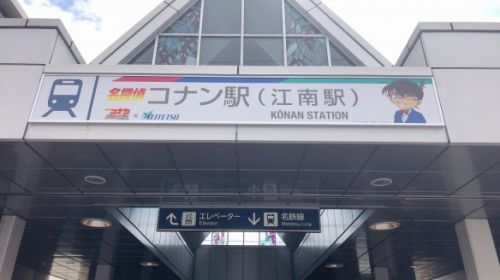 名探偵 コナン駅（江南駅）
KŌNAN STATION
× MEITETSU
エレベーター
名鉄線
Meitetsu Line